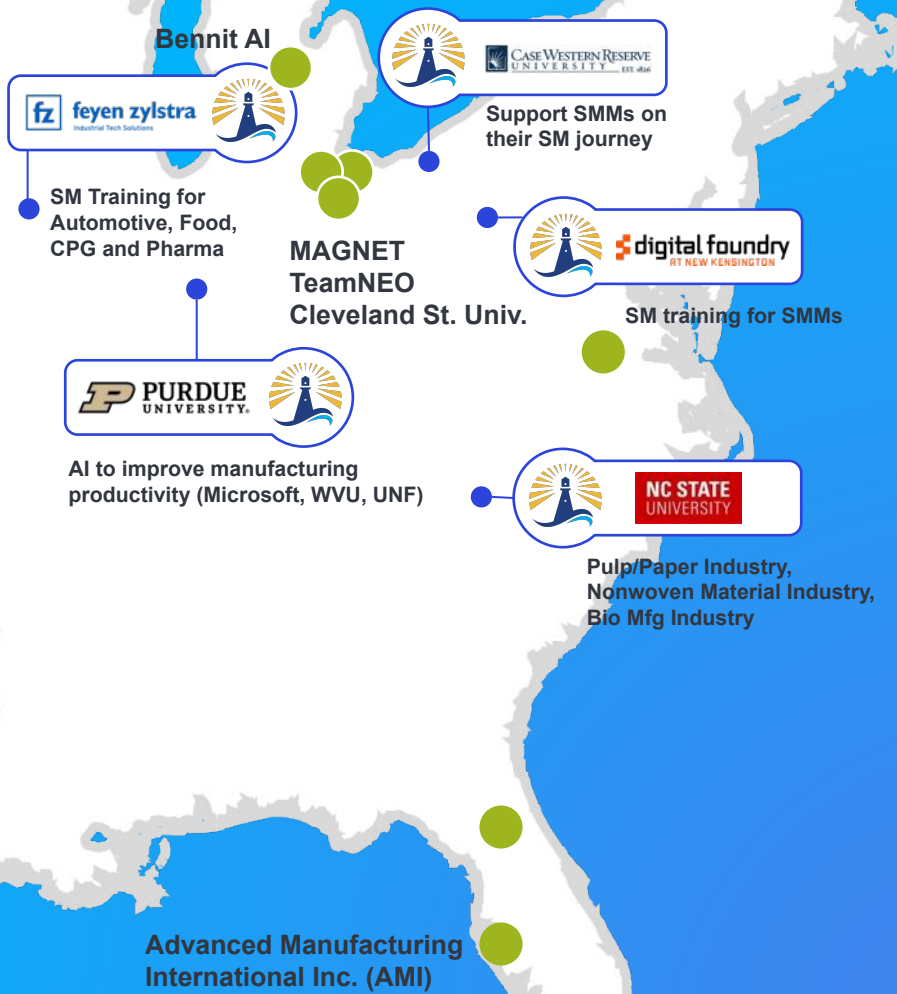 Bennit AI
fz feyen zylstra
Industrial Tech Solutions
SM Training for
Automotive, Food,
CPG and Pharma
CASE WESTERN RESERVE
UNIVERSITY EST. 1826
Support SMMs on
their SM journey
MAGNET
TeamNEO
Cleveland St. Univ.
digital foundry
AT NEW KENSINGTON
SM training for SMMs
P PURDUE
UNIVERSITY.
AI to improve manufacturing
productivity (Microsoft, WVU, UNF)
NC STATE
UNIVERSITY
Pulp/Paper Industry,
Nonwoven Material Industry,
Bio Mfg Industry
Advanced Manufacturing
International Inc. (AMI)